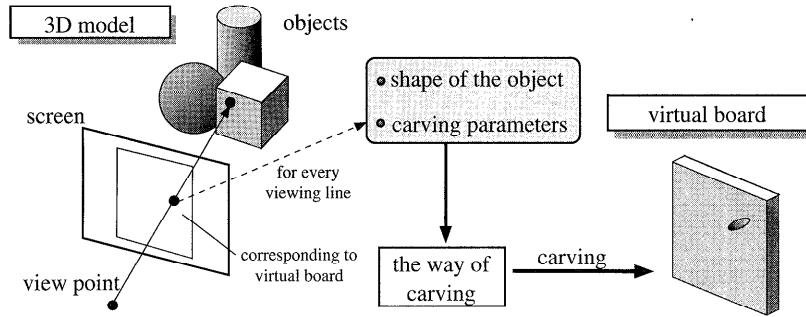 3D model
objects
screen
view point
for every
viewing line
corresponding to
virtual board
shape of the object
carving parameters
the way of
carving
carving
virtual board